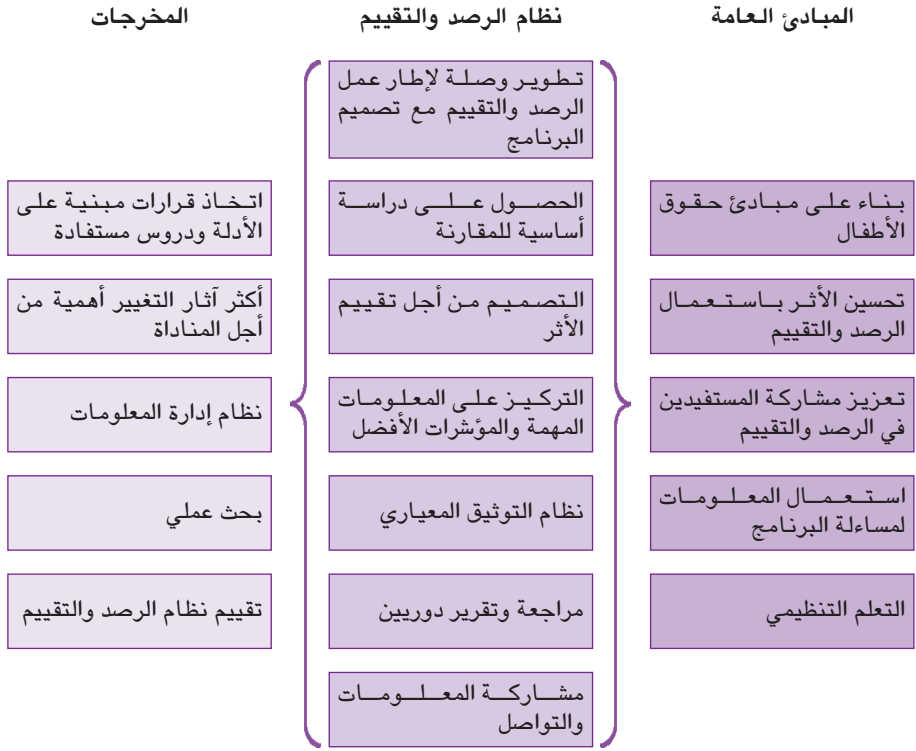 المبادئ العامة
بناء على مبادئ حقوق
الأطفال
تحسين الأثر باستعمال
الرصد والتقييم
تعزيز مشاركة المستفيدين
في الرصد والتقييم
استعمال المعلومات
لمساءلة البرنامج
التعلم التنظيمي
نظام الرصد والتقييم
تطوير وصلة لإطار عمل
الرصد والتقييم مع تصميم
البرنامج
الحصول على دراسة
أساسية للمقارنة
التصميم من أجل تقييم
الأثر
التركيز على المعلومات
المهمة والمؤشرات الأفضل
نظام التوثيق المعياري
مراجعة وتقرير دوريين
مشاركة المعلومات
والتواصل
المخرجات
اتخاذ قرارات مبنية على
الأدلة ودروس مستفادة
أكثر آثار التغيير أهمية من
أجل المناداة
نظام إدارة المعلومات
بحث عملي
تقييم نظام الرصد والتقييم